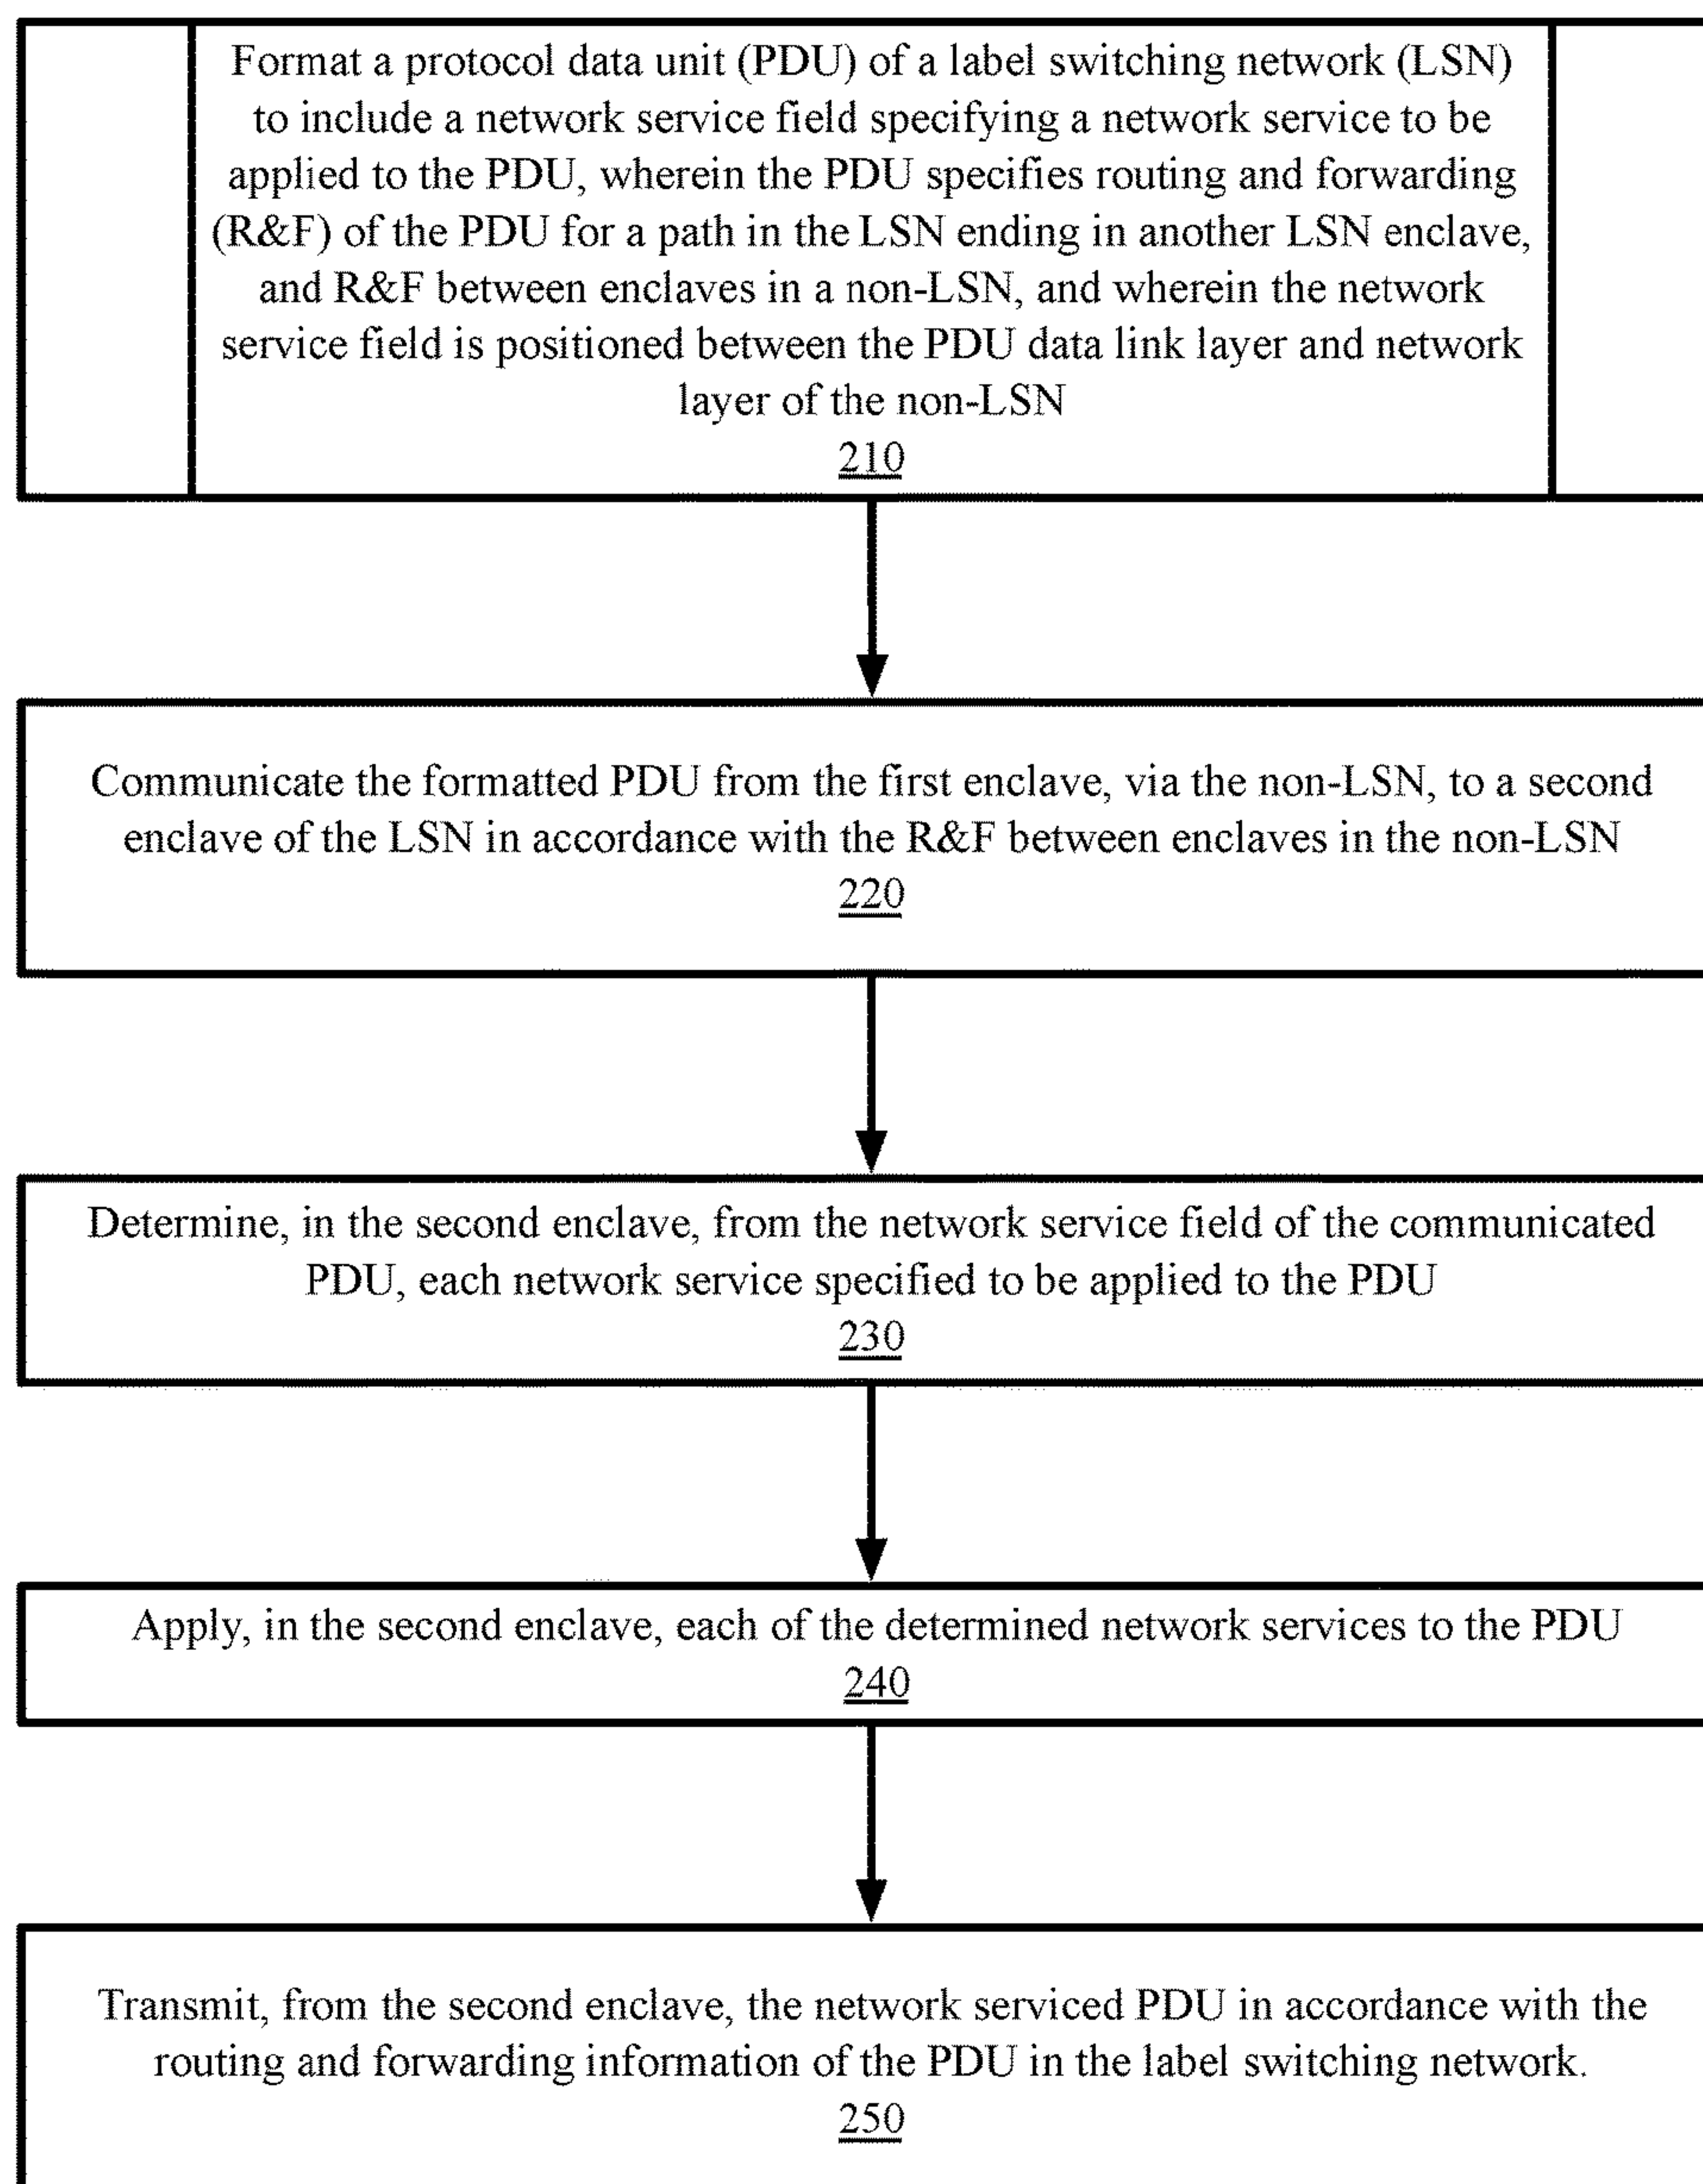 Format a protocol data unit (PDU) of a label switching network (LSN)
to include a network service field specifying a network service to be
applied to the PDU, wherein the PDU specifies routing and forwarding
(R&F) of the PDU for a path in the LSN ending in another LSN enclave,
and R&F between enclaves in a non-LSN, and wherein the network
service field is positioned between the PDU data link layer and network
layer of the non-LSN
210
Communicate the formatted PDU from the first enclave, via the non-LSN, to a second
enclave of the LSN in accordance with the R&F between enclaves in the non-LSN
220
Determine, in the second enclave, from the network service field of the communicated
PDU, each network service specified to be applied to the PDU
230
Apply, in the second enclave, each of the determined network services to the PDU
240
Transmit, from the second enclave, the network serviced PDU in accordance with the
routing and forwarding information of the PDU in the label switching network.
250